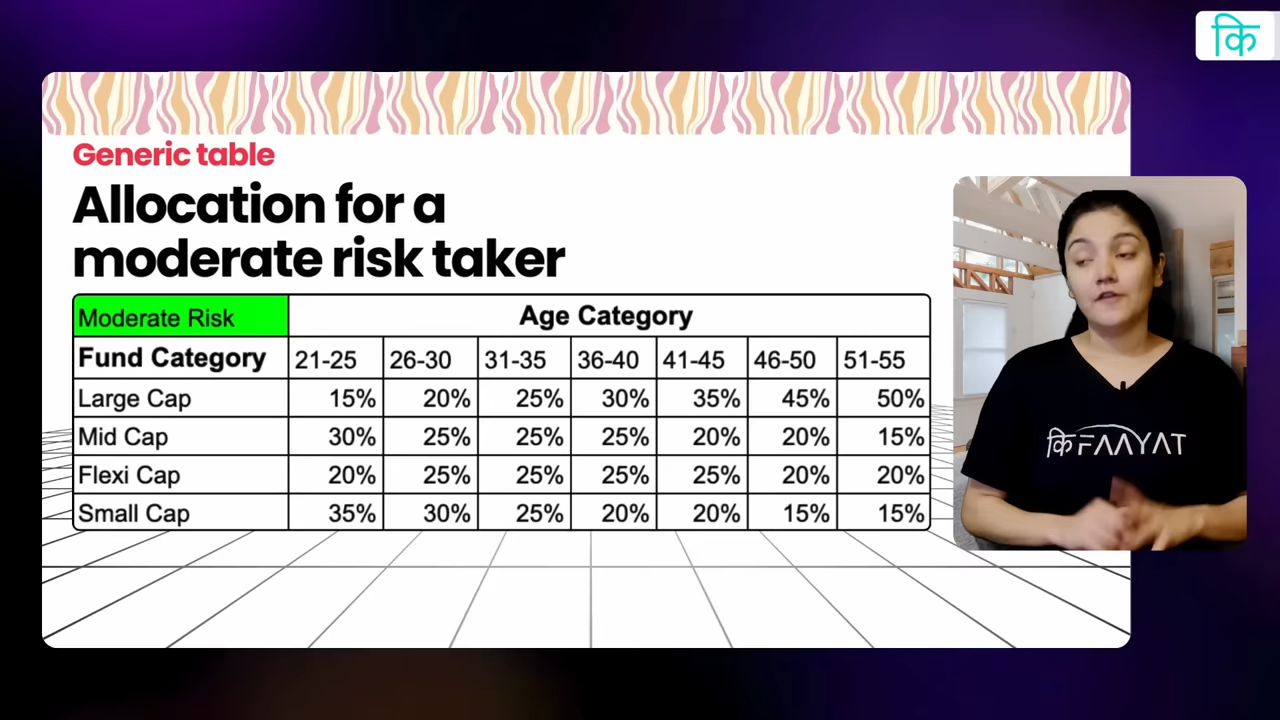 कि
Generic table
Allocation for a
moderate risk taker
Moderate Risk Age Category
Fund Category 21-25 26-30 31-35 36-40 41-45 46-50 51-55
Large Cap 15% 20% 25% 30% 35% 45% 50%
Mid Cap 30% 25% 25% 25% 20% 20% 15%
Flexi Cap 20% 25% 25% 25% 25% 20% 20%
Small Cap 35% 30% 25% 20% 20% 15% 15%
किFAAYAT